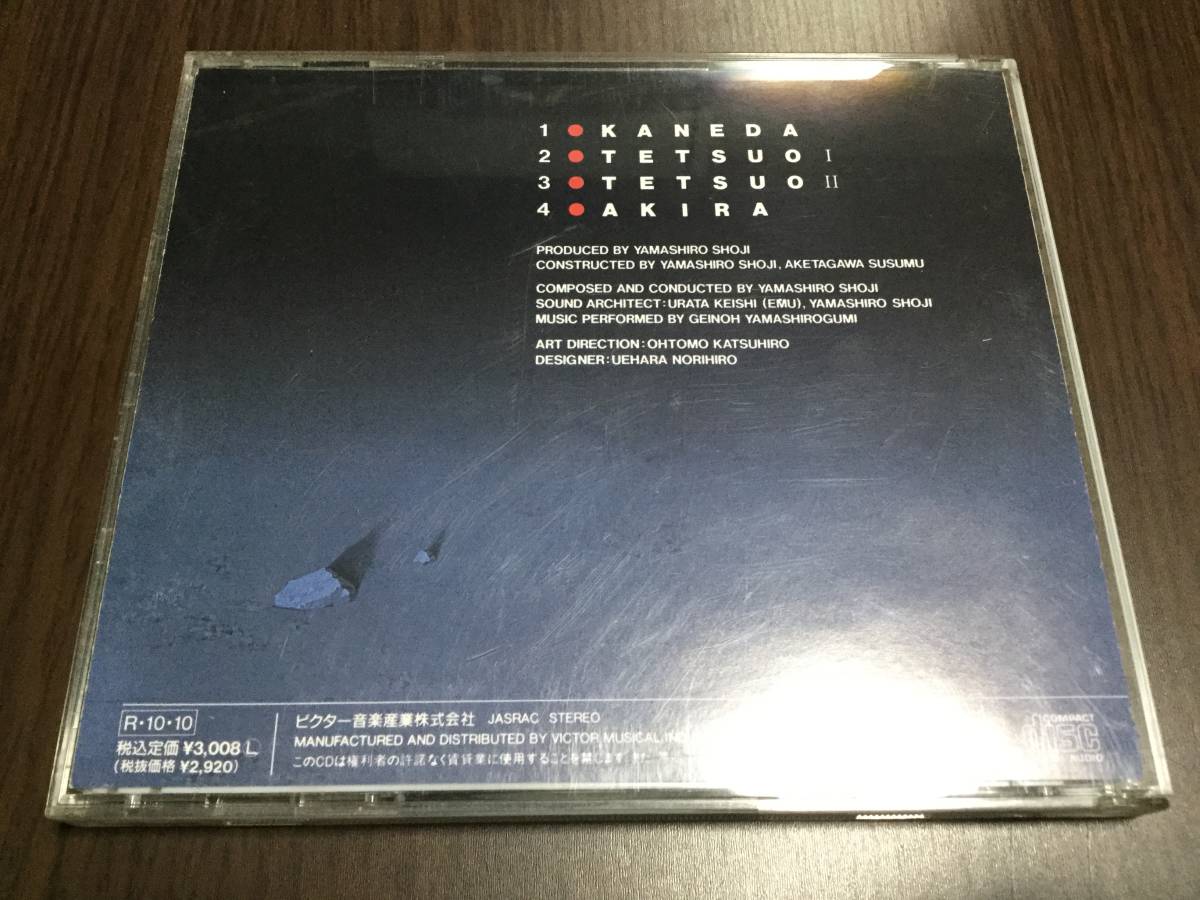 1 ● KANEDA
2 ● TETSUO I
3 ● TETSUO II
4 ● AKIRA
PRODUCED BY YAMASHIRO SHOJI
CONSTRUCTED BY YAMASHIRO SHOJI, AKETAGAWA SUSUMU
COMPOSED AND CONDUCTED BY YAMASHIRO SHOJI
SOUND ARCHITECT: URATA KEISHI (EMU), YAMASHIRO SHOJI
MUSIC PERFORMED BY GEINOH YAMASHIROGUMI
ART DIRECTION: OHTOMO KATSUHIRO
DESIGNER: UEHARA NORIHIRO
R・10・10
税込定価 ¥3,008 L
(税抜価格 ¥2,920)
ビクター音楽産業株式会社 JASRAC STEREO
MANUFACTURED AND DISTRIBUTED BY VICTOR MUSICAL
このCDは権利者の許諾なく賃貸業に使用することを禁じます
COMPACT
disc
AUDIO